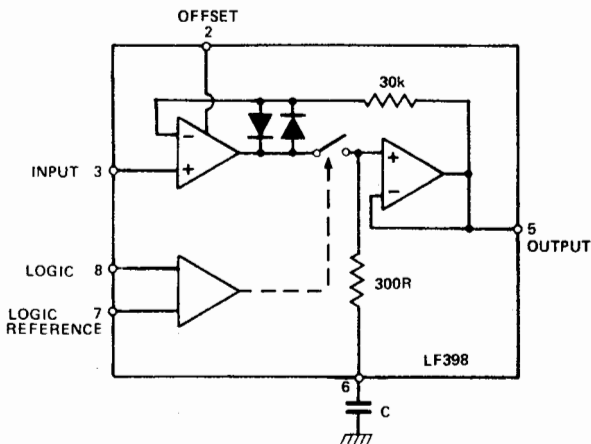 OFFSET
2
30k
−
+
+
−
INPUT 3
5
OUTPUT
LOGIC 8
LOGIC 7
REFERENCE
300R
LF398
6
C